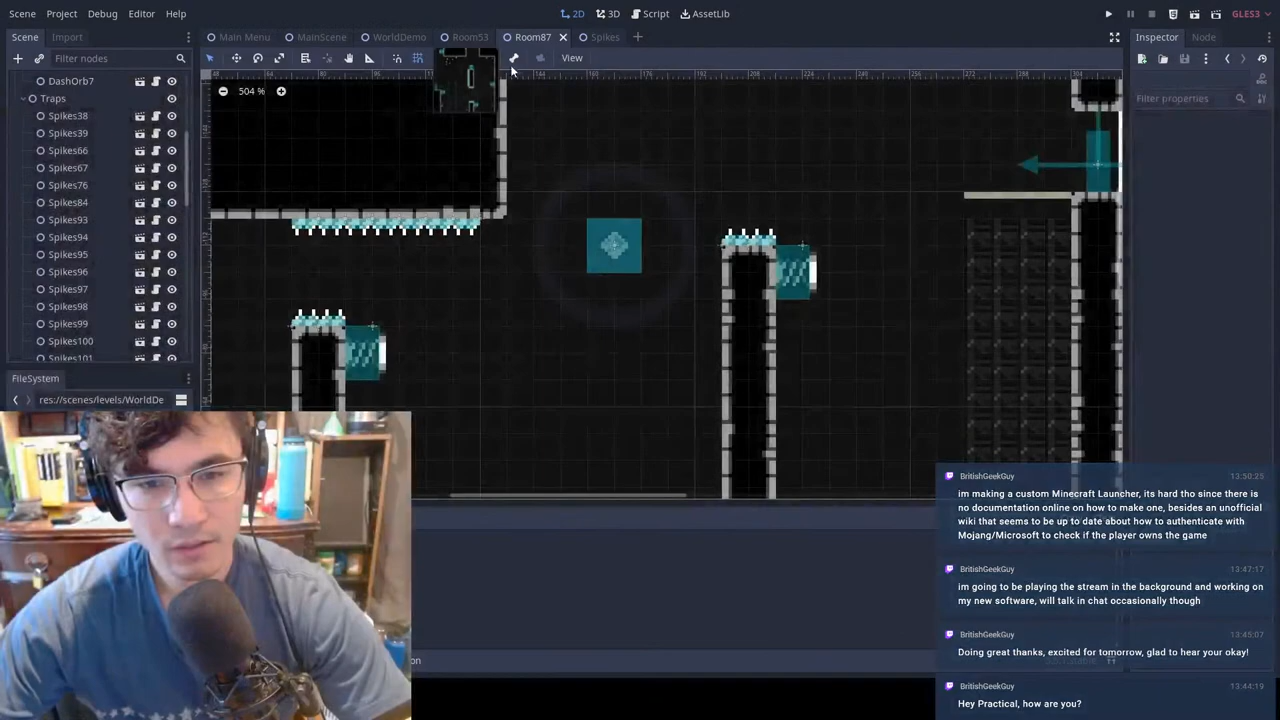 Scene Project Debug Editor Help
2D 3D Script AssetLib
GLES3
Scene Import
Main Menu MainScene WorldDemo Room53 Room87 Spikes
Inspector Node
Filter nodes
View
504 %
Filter properties
DashOrb7
Traps
Spikes38
Spikes39
Spikes66
Spikes67
Spikes76
Spikes84
Spikes93
Spikes94
Spikes95
Spikes96
Spikes97
Spikes98
Spikes99
Spikes100
Spikes101
FileSystem
res://scenes/levels/WorldDe
BritishGeekGuy 13:50:25
im making a custom Minecraft Launcher, its hard tho since there is
no documentation online on how to make one, besides an unofficial
wiki that seems to be up to date about how to authenticate with
Mojang/Microsoft to check if the player owns the game
BritishGeekGuy 13:47:17
im going to be playing the stream in the background and working on
my new software, will talk in chat occasionally though
BritishGeekGuy 13:45:07
Doing great thanks, excited for tomorrow, glad to hear your okay!
BritishGeekGuy 13:44:19
Hey Practical, how are you?